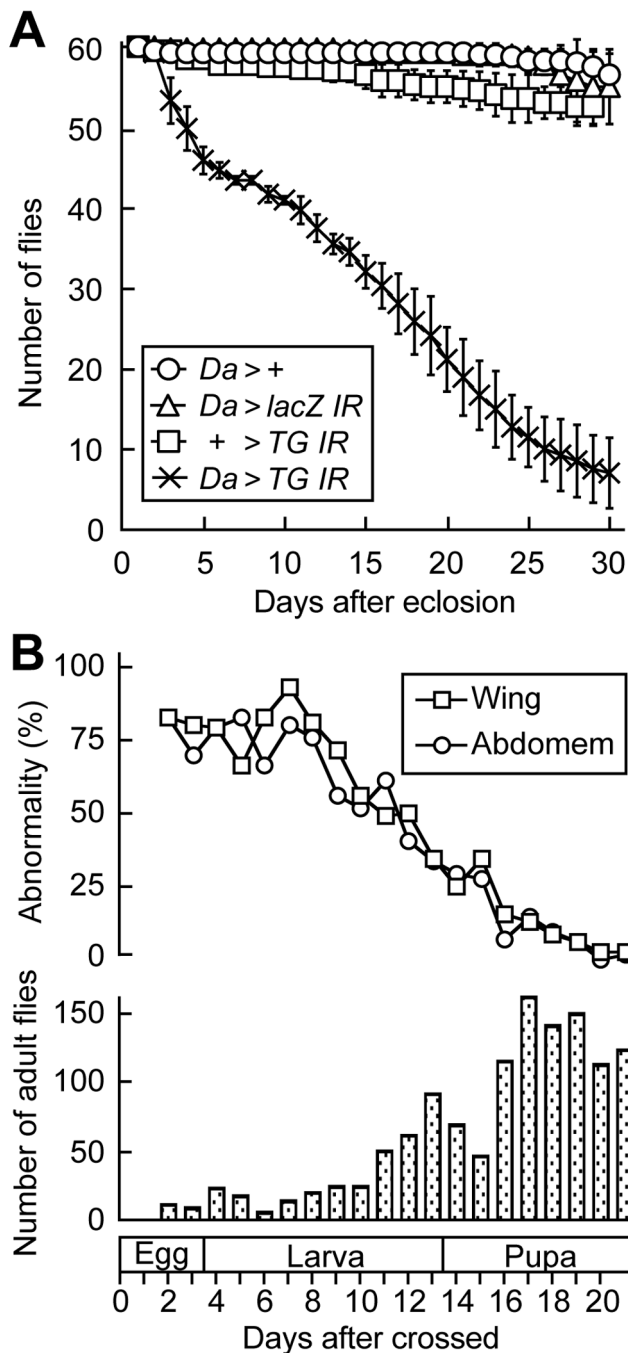 A
60
50
40
30
20
10
0
Number of flies
Da > +
Da > lacZ IR
+ > TG IR
Da > TG IR
0 5 10 15 20 25 30
Days after eclosion
B
100
75
50
25
0
Abnormality (%)
Wing
Abdomem
150
100
50
0
Number of adult flies
Egg Larva Pupa
0 2 4 6 8 10 12 14 16 18 20
Days after crossed